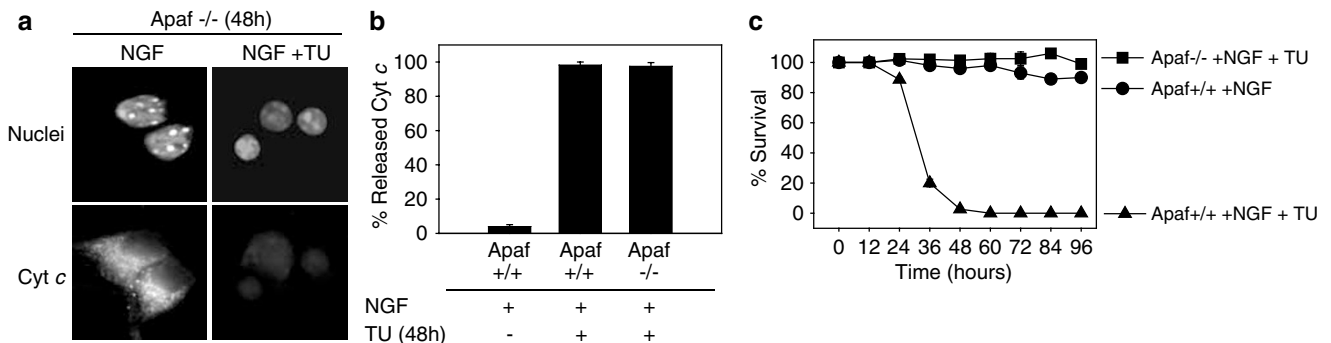 a
Apaf -/- (48h)
NGF
NGF +TU
Nuclei
Cyt c
b
% Released Cyt c
100
80
60
40
20
0
Apaf +/+
Apaf +/+
Apaf -/-
NGF + + +
TU (48h) - + +
c
% Survival
100
80
60
40
20
0
0 12 24 36 48 60 72 84 96
Time (hours)
Apaf-/- +NGF + TU
Apaf+/+ +NGF
Apaf+/+ +NGF + TU